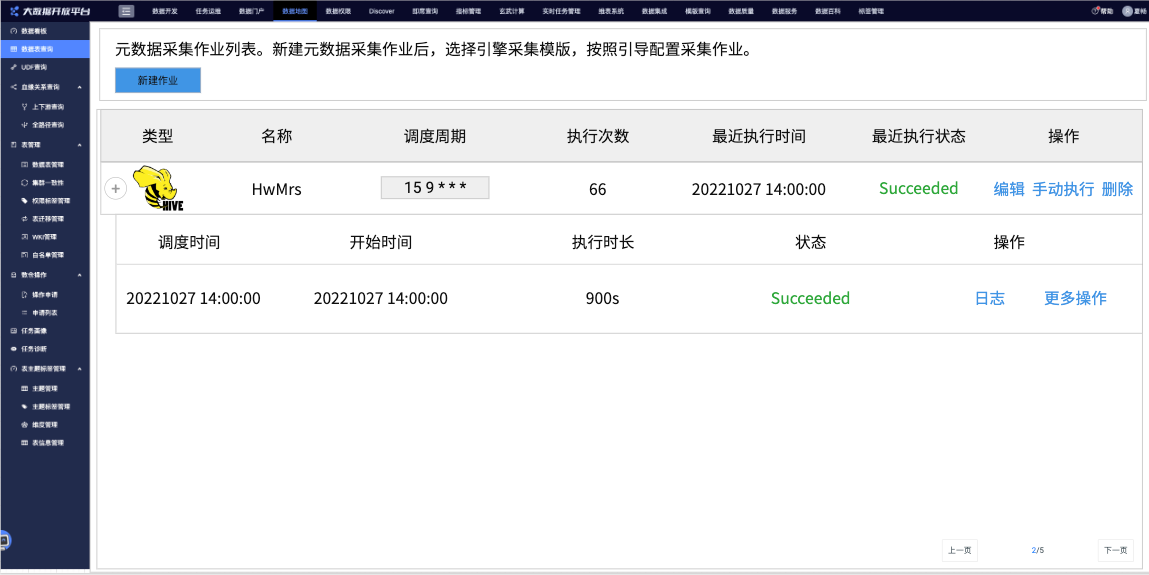 大数据开放平台
数据开发 任务运维 数据门户 数据地图 数据权限 Discover 即席查询 指标管理 玄武计算 实时任务管理 维表系统 数据集成 模版查询 数据质量 数据服务 数据百科 标签管理 帮助
数据看板
数据表查询
UDF查询
血缘关系查询
上下游查询
全路径查询
表管理
数据表管理
集群一致性
权限标签管理
表迁移管理
WKI管理
白名单管理
数仓操作
操作申请
申请列表
任务画像
任务诊断
表主题标签管理
主题管理
主题标签管理
维度管理
表信息管理
元数据采集作业列表。新建元数据采集作业后，选择引擎采集模版，按照引导配置采集作业。
新建作业
类型 名称 调度周期 执行次数 最近执行时间 最近执行状态 操作
HIVE HwMrs 15 9 * * * 66 20221027 14:00:00 Succeeded 编辑 手动执行 删除
调度时间 开始时间 执行时长 状态 操作
20221027 14:00:00 20221027 14:00:00 900s Succeeded 日志 更多操作
上一页 2/5 下一页